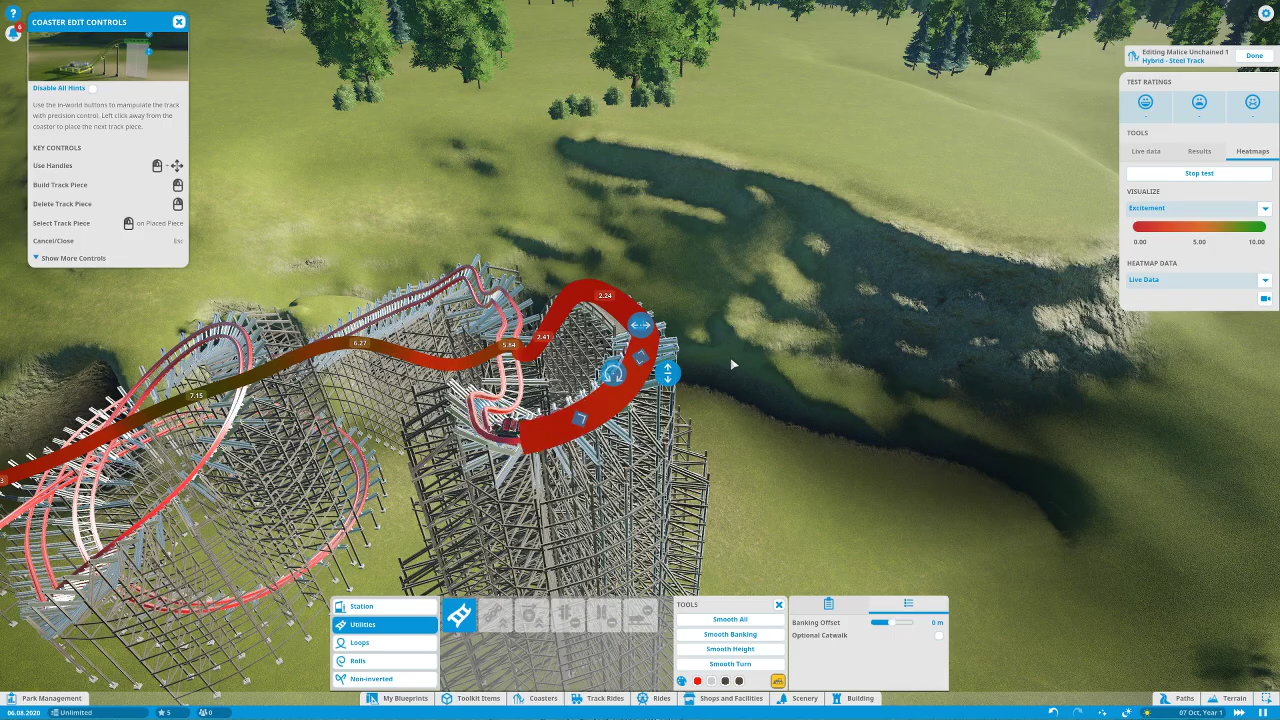 COASTER EDIT CONTROLS
6
Disable All Hints
Use the in-world buttons to manipulate the track
with precision control. Left click away from the
coaster to place the next track piece.
KEY CONTROLS
Use Handles
Build Track Piece
Delete Track Piece
Select Track Piece on Placed Piece
Cancel/Close Esc
Show More Controls
Editing Malice Unchained 1
Hybrid - Steel Track
Done
TEST RATINGS
- - -
TOOLS
Live data Results Heatmaps
Stop test
VISUALIZE
Excitement
0.00 5.00 10.00
HEATMAP DATA
Live Data
2.24
2.41
5.84
6.27
7.15
3
Station
Utilities
Loops
Rolls
Non-inverted
TOOLS
Smooth All
Smooth Banking
Smooth Height
Smooth Turn
Banking Offset 0 m
Optional Catwalk
Park Management My Blueprints Toolkit Items Coasters Track Rides Rides Shops and Facilities Scenery Building Paths Terrain
06.08.2020 Unlimited 5 0 07 Oct, Year 1